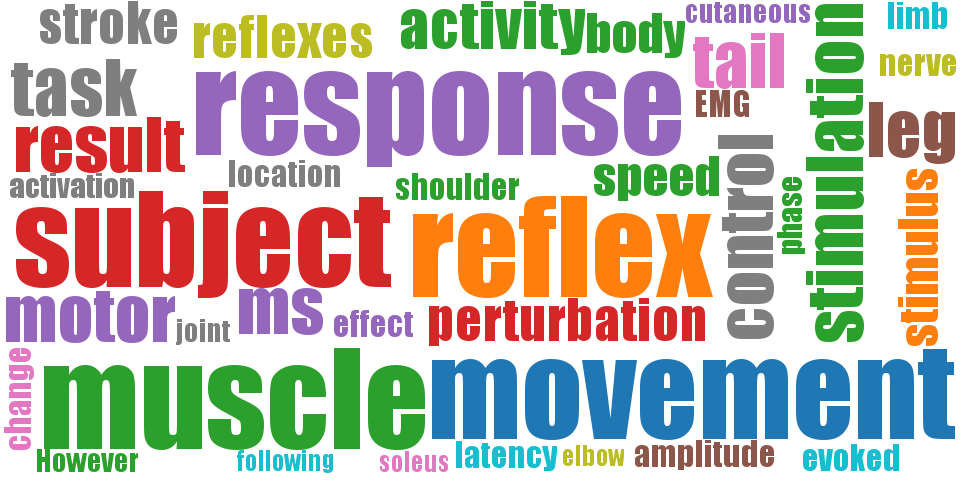 stroke
reflexes
activity
body
cutaneous
limb
task
response
tail
nerve
EMG
stimulation
leg
result
activation
location
shoulder
speed
control
phase
stimulus
subject
reflex
motor
joint
ms
effect
perturbation
change
muscle
movement
However
following
soleus
latency
elbow
amplitude
evoked